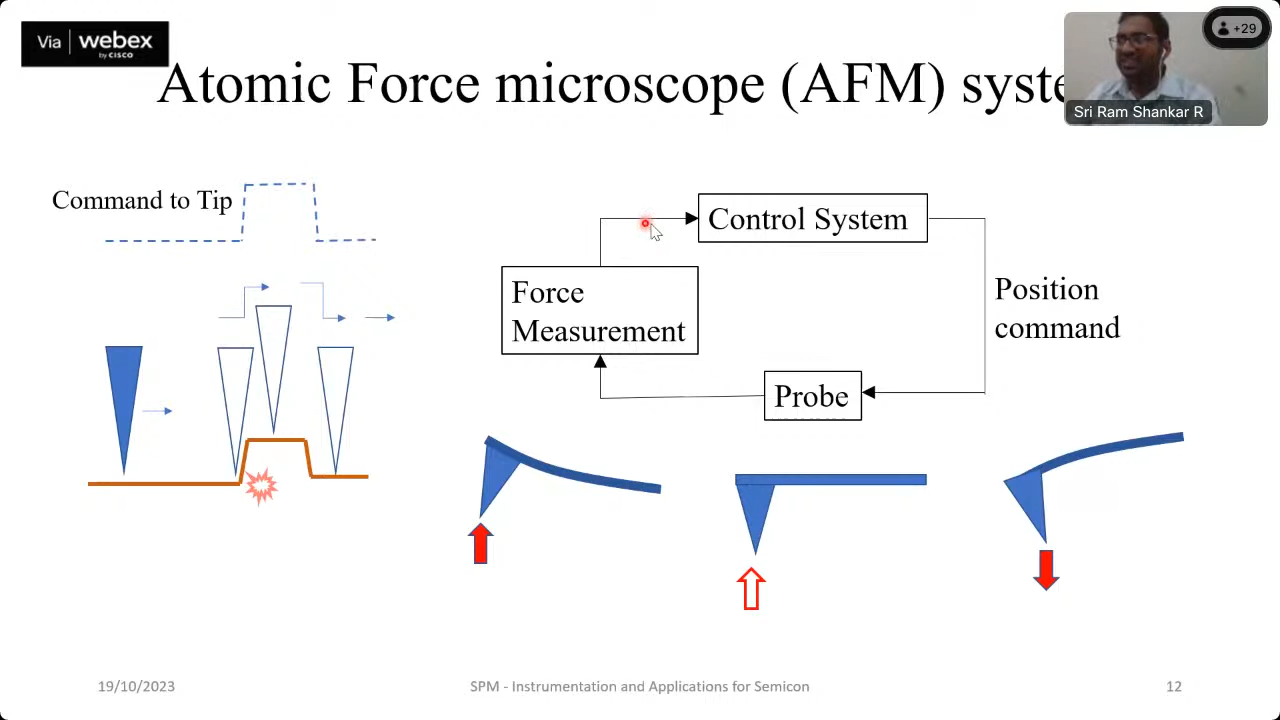 Via webex
by CISCO
+29
Atomic Force microscope (AFM) syste
Sri Ram Shankar R
Command to Tip
Control System
Force
Measurement
Position
command
Probe
19/10/2023
SPM - Instrumentation and Applications for Semicon
12